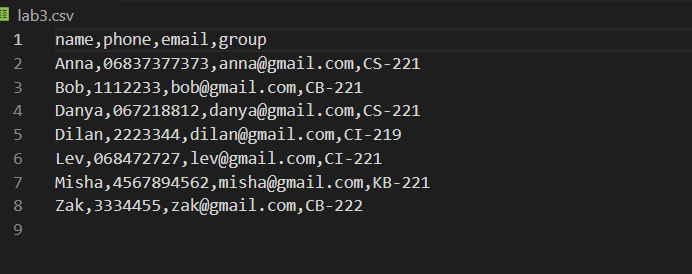 lab3.csv
1 name,phone,email,group
2 Anna,06837377373,anna@gmail.com,CS-221
3 Bob,1112233,bob@gmail.com,CB-221
4 Danya,067218812,danya@gmail.com,CS-221
5 Dilan,2223344,dilan@gmail.com,CI-219
6 Lev,068472727,lev@gmail.com,CI-221
7 Misha,4567894562,misha@gmail.com,KB-221
8 Zak,3334455,zak@gmail.com,CB-222
9